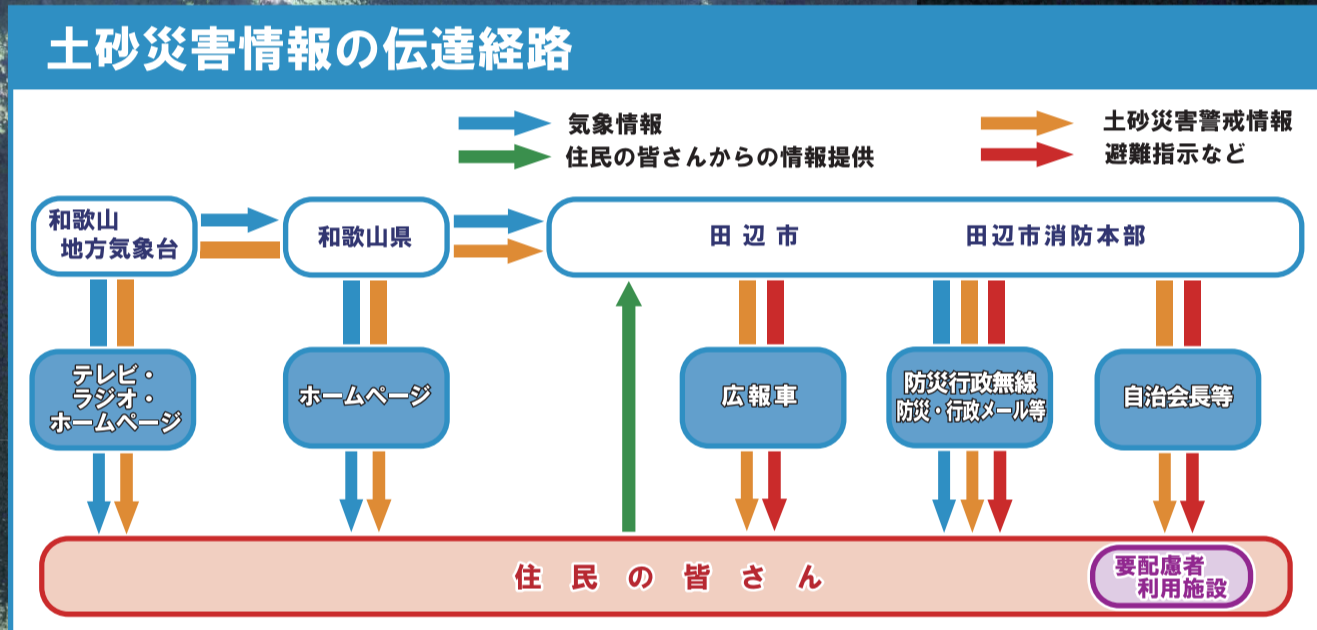 土砂災害情報の伝達経路
気象情報
土砂災害警戒情報
住民の皆さんからの情報提供
避難指示など
和歌山
地方気象台
和歌山県
田辺市
田辺市消防本部
テレビ・
ラジオ・
ホームページ
ホームページ
広報車
防災行政無線
防災・行政メール等
自治会長等
住民の皆さん
要配慮者
利用施設